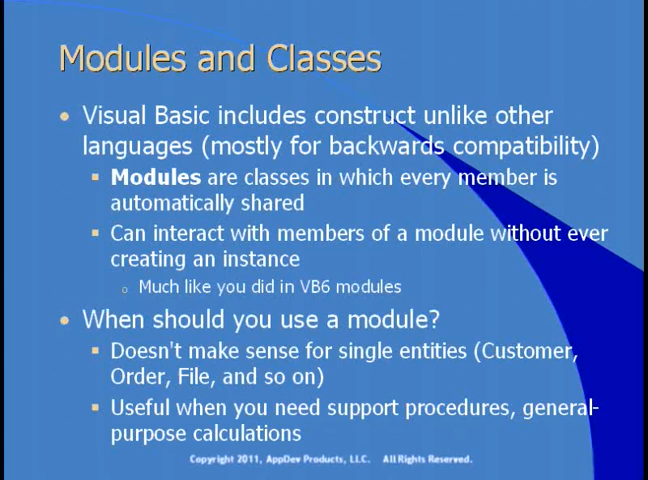 Modules and Classes
• Visual Basic includes construct unlike other
languages (mostly for backwards compatibility)
▪ Modules are classes in which every member is
automatically shared
▪ Can interact with members of a module without ever
creating an instance
○ Much like you did in VB6 modules
• When should you use a module?
▪ Doesn't make sense for single entities (Customer,
Order, File, and so on)
▪ Useful when you need support procedures, general-
purpose calculations
Copyright 2011, AppDev Products, LLC. All Rights Reserved.